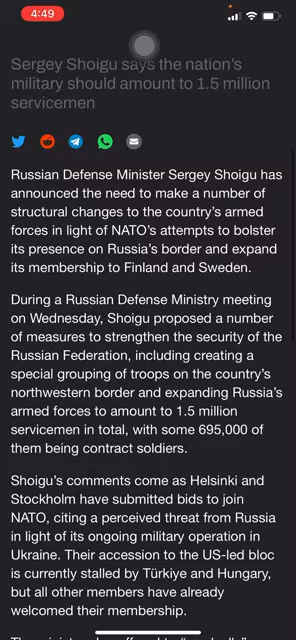 4:49
Sergey Shoigu says the nation's
military should amount to 1.5 million
servicemen
Russian Defense Minister Sergey Shoigu has
announced the need to make a number of
structural changes to the country's armed
forces in light of NATO's attempts to bolster
its presence on Russia's border and expand
its membership to Finland and Sweden.
During a Russian Defense Ministry meeting
on Wednesday, Shoigu proposed a number
of measures to strengthen the security of the
Russian Federation, including creating a
special grouping of troops on the country's
northwestern border and expanding Russia's
armed forces to amount to 1.5 million
servicemen in total, with some 695,000 of
them being contract soldiers.
Shoigu's comments come as Helsinki and
Stockholm have submitted bids to join
NATO, citing a perceived threat from Russia
in light of its ongoing military operation in
Ukraine. Their accession to the US-led bloc
is currently stalled by Türkiye and Hungary,
but all other members have already
welcomed their membership.